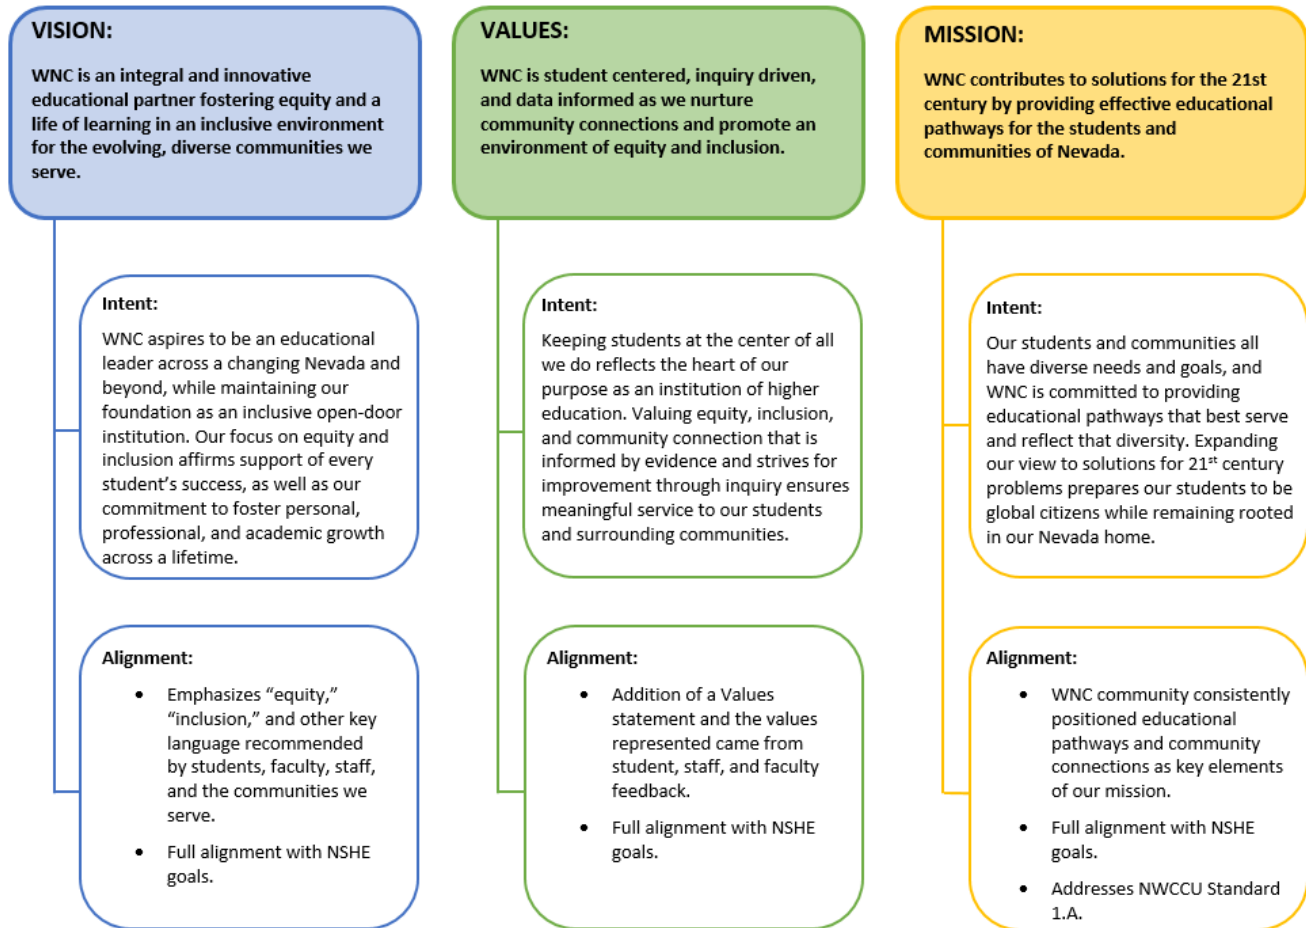 VISION:
WNC is an integral and innovative
educational partner fostering equity and a
life of learning in an inclusive environment
for the evolving, diverse communities we
serve.
Intent:
WNC aspires to be an educational
leader across a changing Nevada and
beyond, while maintaining our
foundation as an inclusive open-door
institution. Our focus on equity and
inclusion affirms support of every
student’s success, as well as our
commitment to foster personal,
professional, and academic growth
across a lifetime.
Alignment:
• Emphasizes “equity,”
“inclusion,” and other key
language recommended
by students, faculty, staff,
and the communities we
serve.
• Full alignment with NSHE
goals.
VALUES:
WNC is student centered, inquiry driven,
and data informed as we nurture
community connections and promote an
environment of equity and inclusion.
Intent:
Keeping students at the center of all
we do reflects the heart of our
purpose as an institution of higher
education. Valuing equity, inclusion,
and community connection that is
informed by evidence and strives for
improvement through inquiry ensures
meaningful service to our students
and surrounding communities.
Alignment:
• Addition of a Values
statement and the values
represented came from
student, staff, and faculty
feedback.
• Full alignment with NSHE
goals.
MISSION:
WNC contributes to solutions for the 21st
century by providing effective educational
pathways for the students and
communities of Nevada.
Intent:
Our students and communities all
have diverse needs and goals, and
WNC is committed to providing
educational pathways that best serve
and reflect that diversity. Expanding
our view to solutions for 21st century
problems prepares our students to be
global citizens while remaining rooted
in our Nevada home.
Alignment:
• WNC community consistently
positioned educational
pathways and community
connections as key elements
of our mission.
• Full alignment with NSHE
goals.
• Addresses NWCCU Standard
1.A.